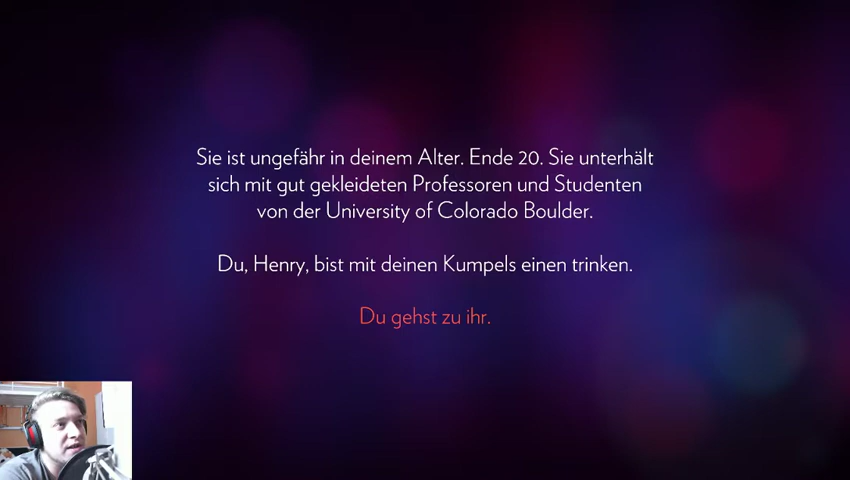 Sie ist ungefähr in deinem Alter. Ende 20. Sie unterhält
sich mit gut gekleideten Professoren und Studenten
von der University of Colorado Boulder.
Du, Henry, bist mit deinen Kumpels einen trinken.
Du gehst zu ihr.